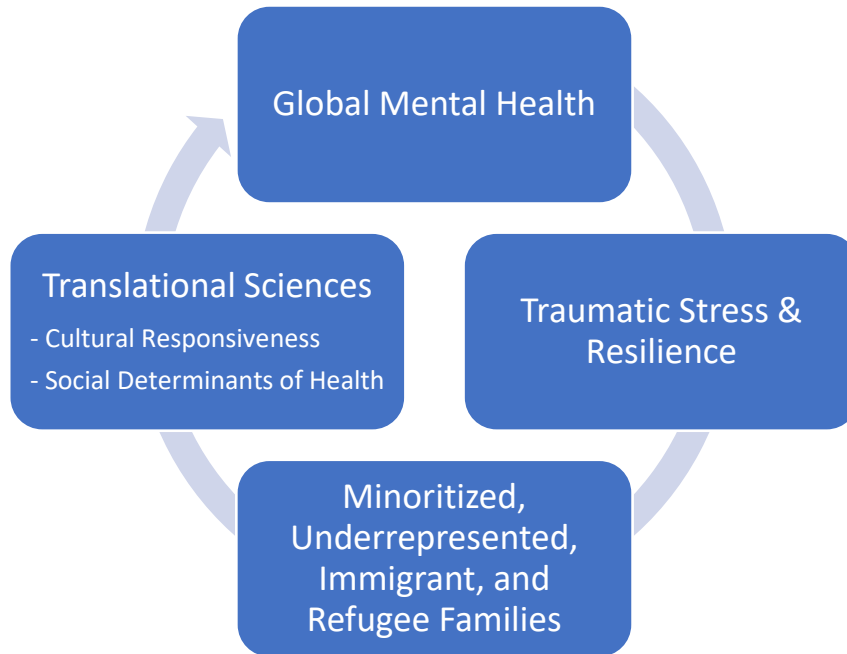 Global Mental Health
Traumatic Stress &
Resilience
Minoritized,
Underrepresented,
Immigrant, and
Refugee Families
Translational Sciences
- Cultural Responsiveness
- Social Determinants of Health